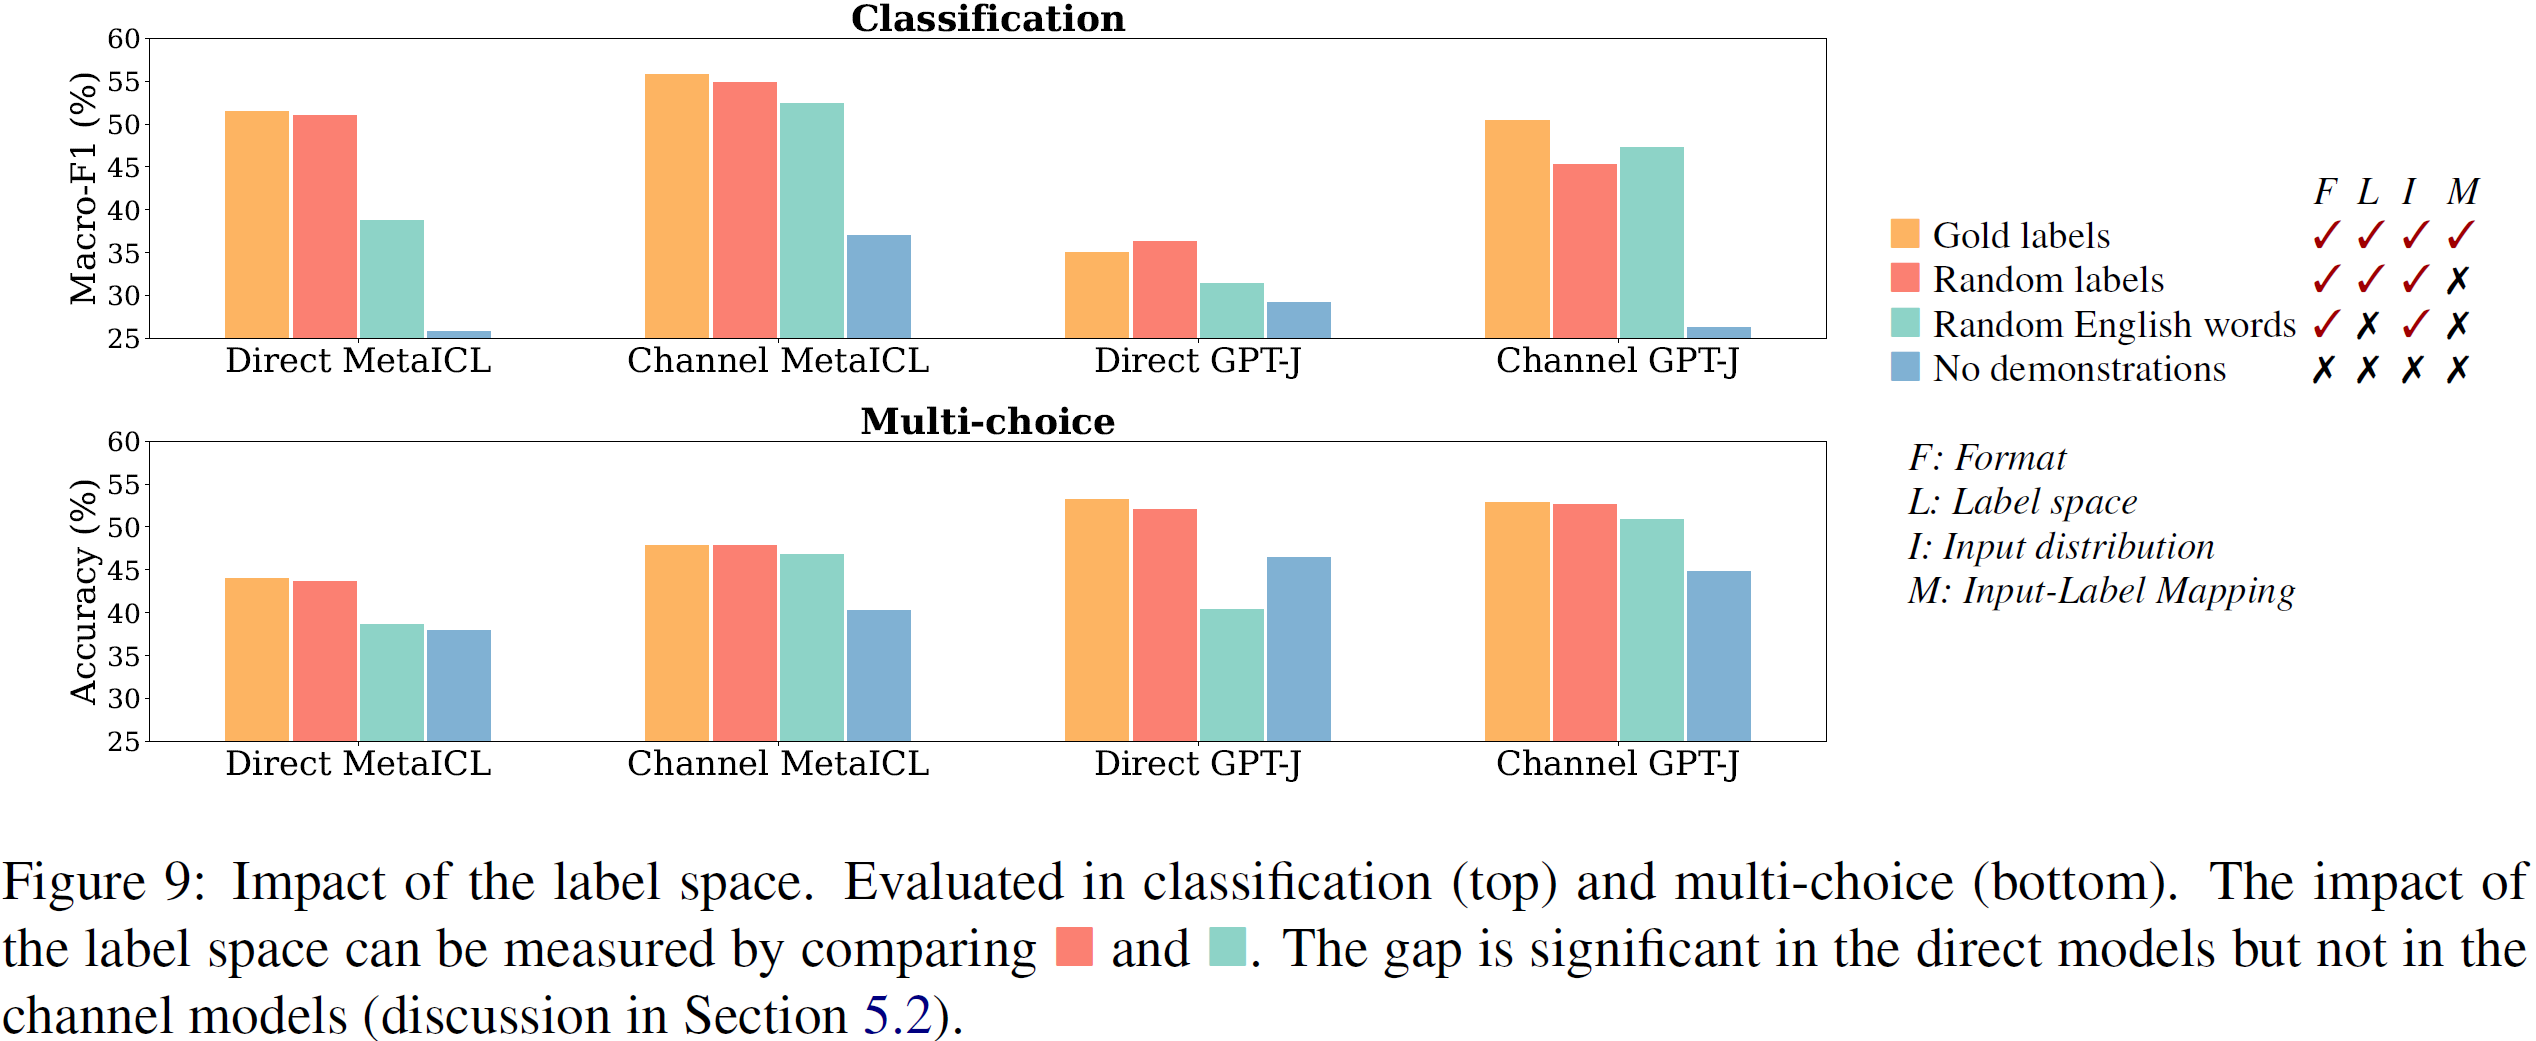 Classification
60
55
50
45
40
35
30
25
Macro-F1 (%)
Direct MetaICL Channel MetaICL Direct GPT-J Channel GPT-J
F L I M
Gold labels ✓ ✓ ✓ ✓
Random labels ✓ ✓ ✓ ✗
Random English words ✓ ✗ ✓ ✗
No demonstrations ✗ ✗ ✗ ✗
Multi-choice
60
55
50
45
40
35
30
25
Accuracy (%)
Direct MetaICL Channel MetaICL Direct GPT-J Channel GPT-J
F: Format
L: Label space
I: Input distribution
M: Input-Label Mapping
Figure 9: Impact of the label space. Evaluated in classification (top) and multi-choice (bottom). The impact of
the label space can be measured by comparing and . The gap is significant in the direct models but not in the
channel models (discussion in Section 5.2).